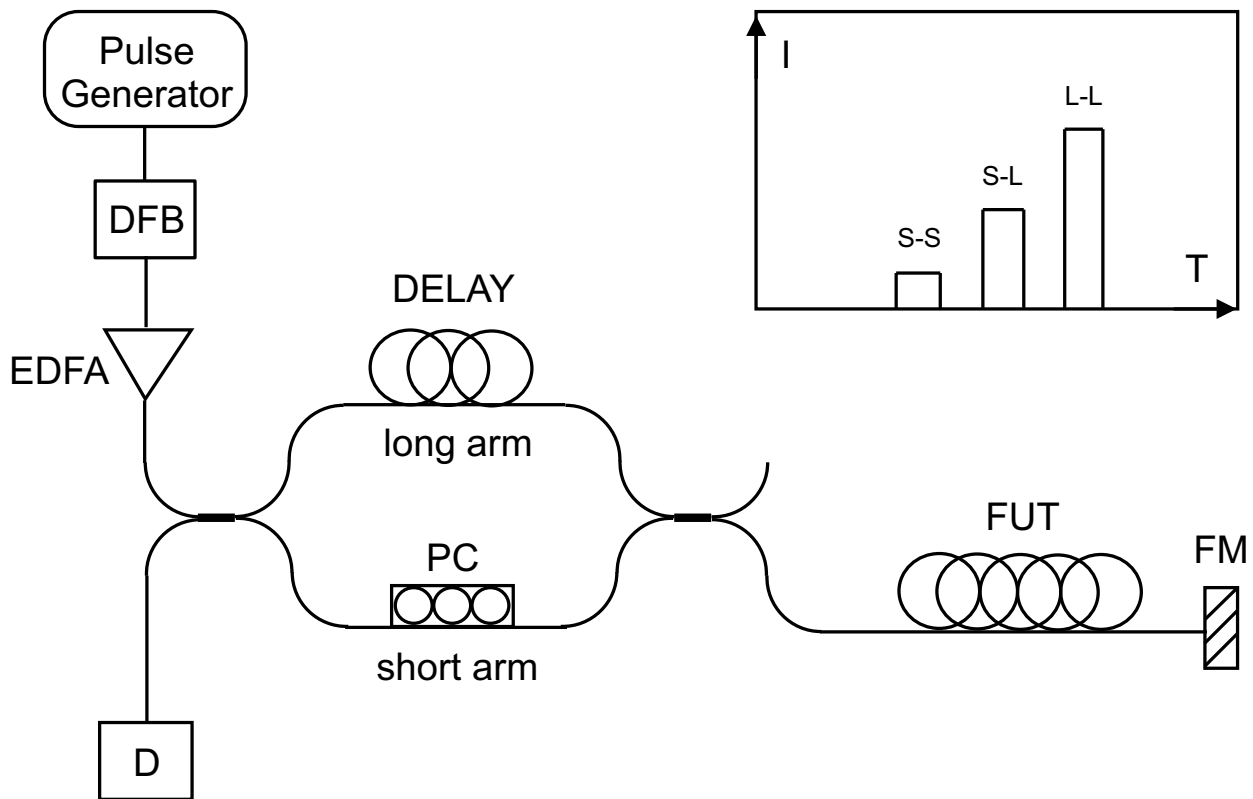 Pulse
Generator
DFB
EDFA
DELAY
long arm
PC
short arm
D
FUT
FM
I
L-L
S-L
S-S
T